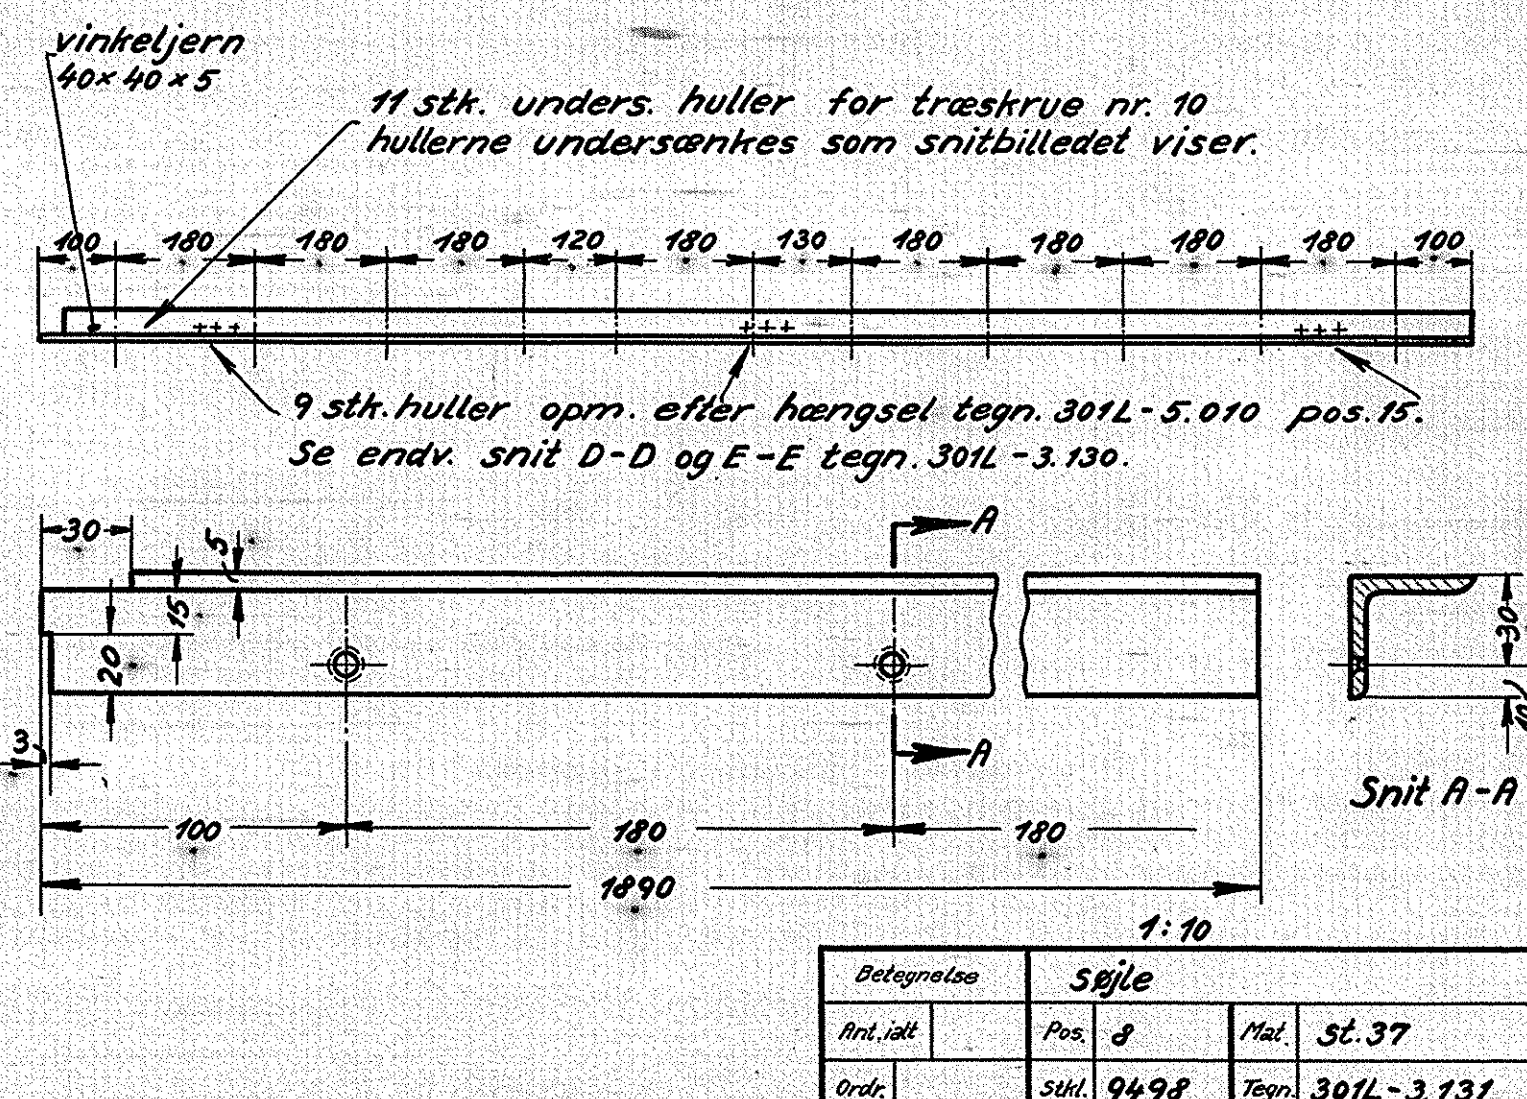 vinkeljern
40 x 40 x 5
11 stk. unders. huller for træskrue nr. 10
hullerne undersænkes som snitbilledet viser.
100 180 180 180 120 180 130 180 180 180 180 100
9 stk. huller opm. efter hængsel tegn. 301L-5.010 pos. 15.
Se endv. snit D-D og E-E tegn. 301L-3.130.
30
5
A
15
20
30
10
3
A
Snit A-A
100 180 180
1890
1:10
Betegnelse søjle
Ant. ialt Pos. 8 Mat. st. 37
Ordr. Stkl. 9498 Tegn. 301L-3.131